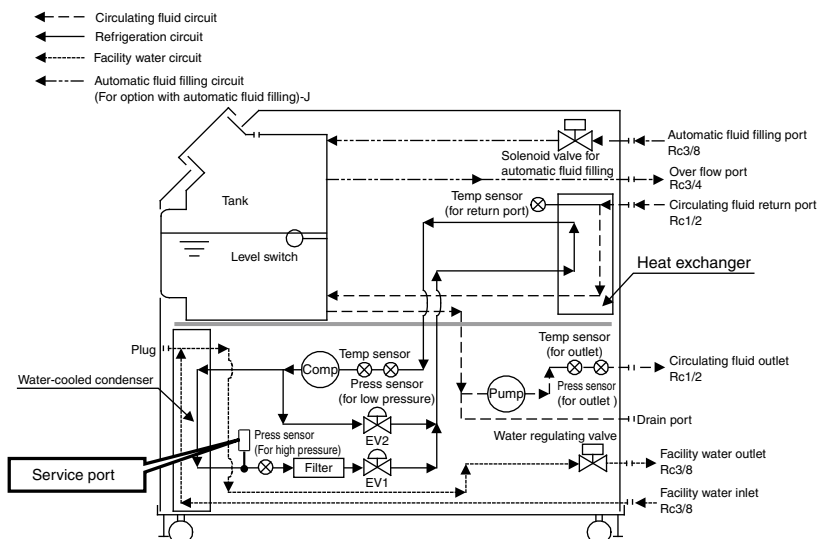 Circulating fluid circuit
Refrigeration circuit
Facility water circuit
Automatic fluid filling circuit
(For option with automatic fluid filling)-J
Automatic fluid filling port
Rc3/8
Solenoid valve for
automatic fluid filling
Over flow port
Rc3/4
Tank
Temp sensor
(for return port)
Circulating fluid return port
Rc1/2
Level switch
Heat exchanger
Plug
Temp sensor
(for outlet)
Circulating fluid outlet
Rc1/2
Comp
Temp sensor
Press sensor
(for low pressure)
Pump
Press sensor
(for outlet )
Water-cooled condenser
Drain port
EV2
Press sensor
(For high pressure)
Water regulating valve
Service port
Filter
EV1
Facility water outlet
Rc3/8
Facility water inlet
Rc3/8